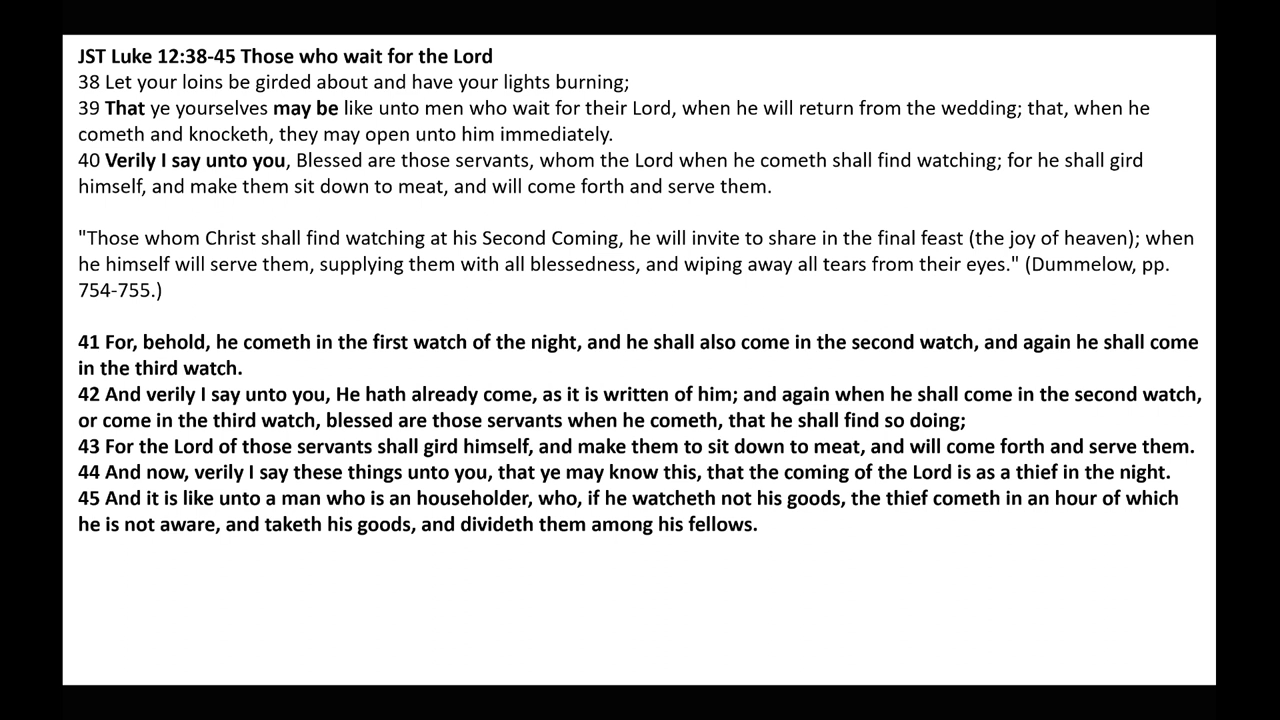 JST Luke 12:38-45 Those who wait for the Lord
38 Let your loins be girded about and have your lights burning;
39 That ye yourselves may be like unto men who wait for their Lord, when he will return from the wedding; that, when he
cometh and knocketh, they may open unto him immediately.
40 Verily I say unto you, Blessed are those servants, whom the Lord when he cometh shall find watching; for he shall gird
himself, and make them sit down to meat, and will come forth and serve them.
"Those whom Christ shall find watching at his Second Coming, he will invite to share in the final feast (the joy of heaven); when
he himself will serve them, supplying them with all blessedness, and wiping away all tears from their eyes." (Dummelow, pp.
754-755.)
41 For, behold, he cometh in the first watch of the night, and he shall also come in the second watch, and again he shall come
in the third watch.
42 And verily I say unto you, He hath already come, as it is written of him; and again when he shall come in the second watch,
or come in the third watch, blessed are those servants when he cometh, that he shall find so doing;
43 For the Lord of those servants shall gird himself, and make them to sit down to meat, and will come forth and serve them.
44 And now, verily I say these things unto you, that ye may know this, that the coming of the Lord is as a thief in the night.
45 And it is like unto a man who is an householder, who, if he watcheth not his goods, the thief cometh in an hour of which
he is not aware, and taketh his goods, and divideth them among his fellows.